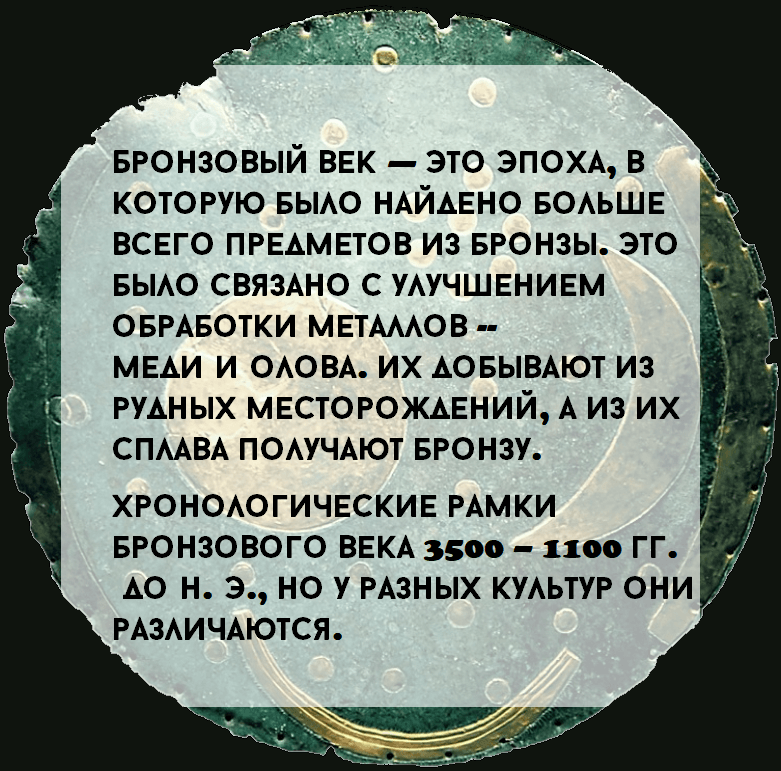 БРОНЗОВЫЙ ВЕК — ЭТО ЭПОХА, В
КОТОРУЮ БЫЛО НАЙДЕНО БОЛЬШЕ
ВСЕГО ПРЕДМЕТОВ ИЗ БРОНЗЫ. ЭТО
БЫЛО СВЯЗАНО С УЛУЧШЕНИЕМ
ОБРАБОТКИ МЕТАЛЛОВ --
МЕДИ И ОЛОВА. ИХ ДОБЫВАЮТ ИЗ
РУДНЫХ МЕСТОРОЖДЕНИЙ, А ИЗ ИХ
СПЛАВА ПОЛУЧАЮТ БРОНЗУ.
ХРОНОЛОГИЧЕСКИЕ РАМКИ
БРОНЗОВОГО ВЕКА 3500 – 1100 ГГ.
ДО Н. Э., НО У РАЗНЫХ КУЛЬТУР ОНИ
РАЗЛИЧАЮТСЯ.